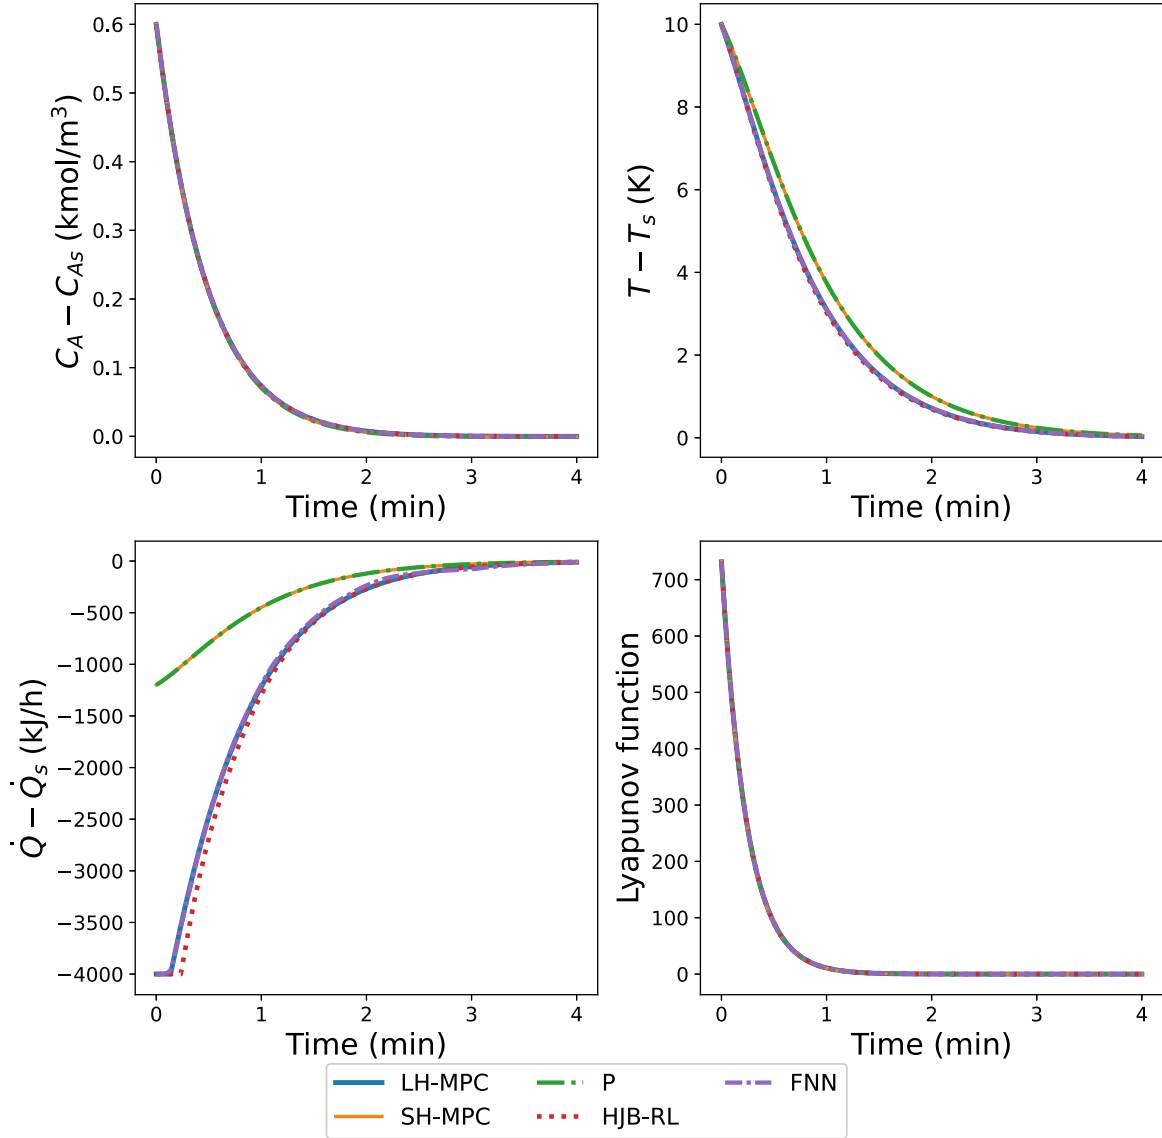 0.6
0.5
0.4
0.3
0.2
0.1
0.0
C_A − C_{As} (kmol/m³)
0 1 2 3 4
Time (min)
10
8
6
4
2
0
T − T_s (K)
0 1 2 3 4
Time (min)
0
−500
−1000
−1500
−2000
−2500
−3000
−3500
−4000
Q̇ − Q̇_s (kJ/h)
0 1 2 3 4
Time (min)
700
600
500
400
300
200
100
0
Lyapunov function
0 1 2 3 4
Time (min)
LH-MPC P FNN
SH-MPC HJB-RL